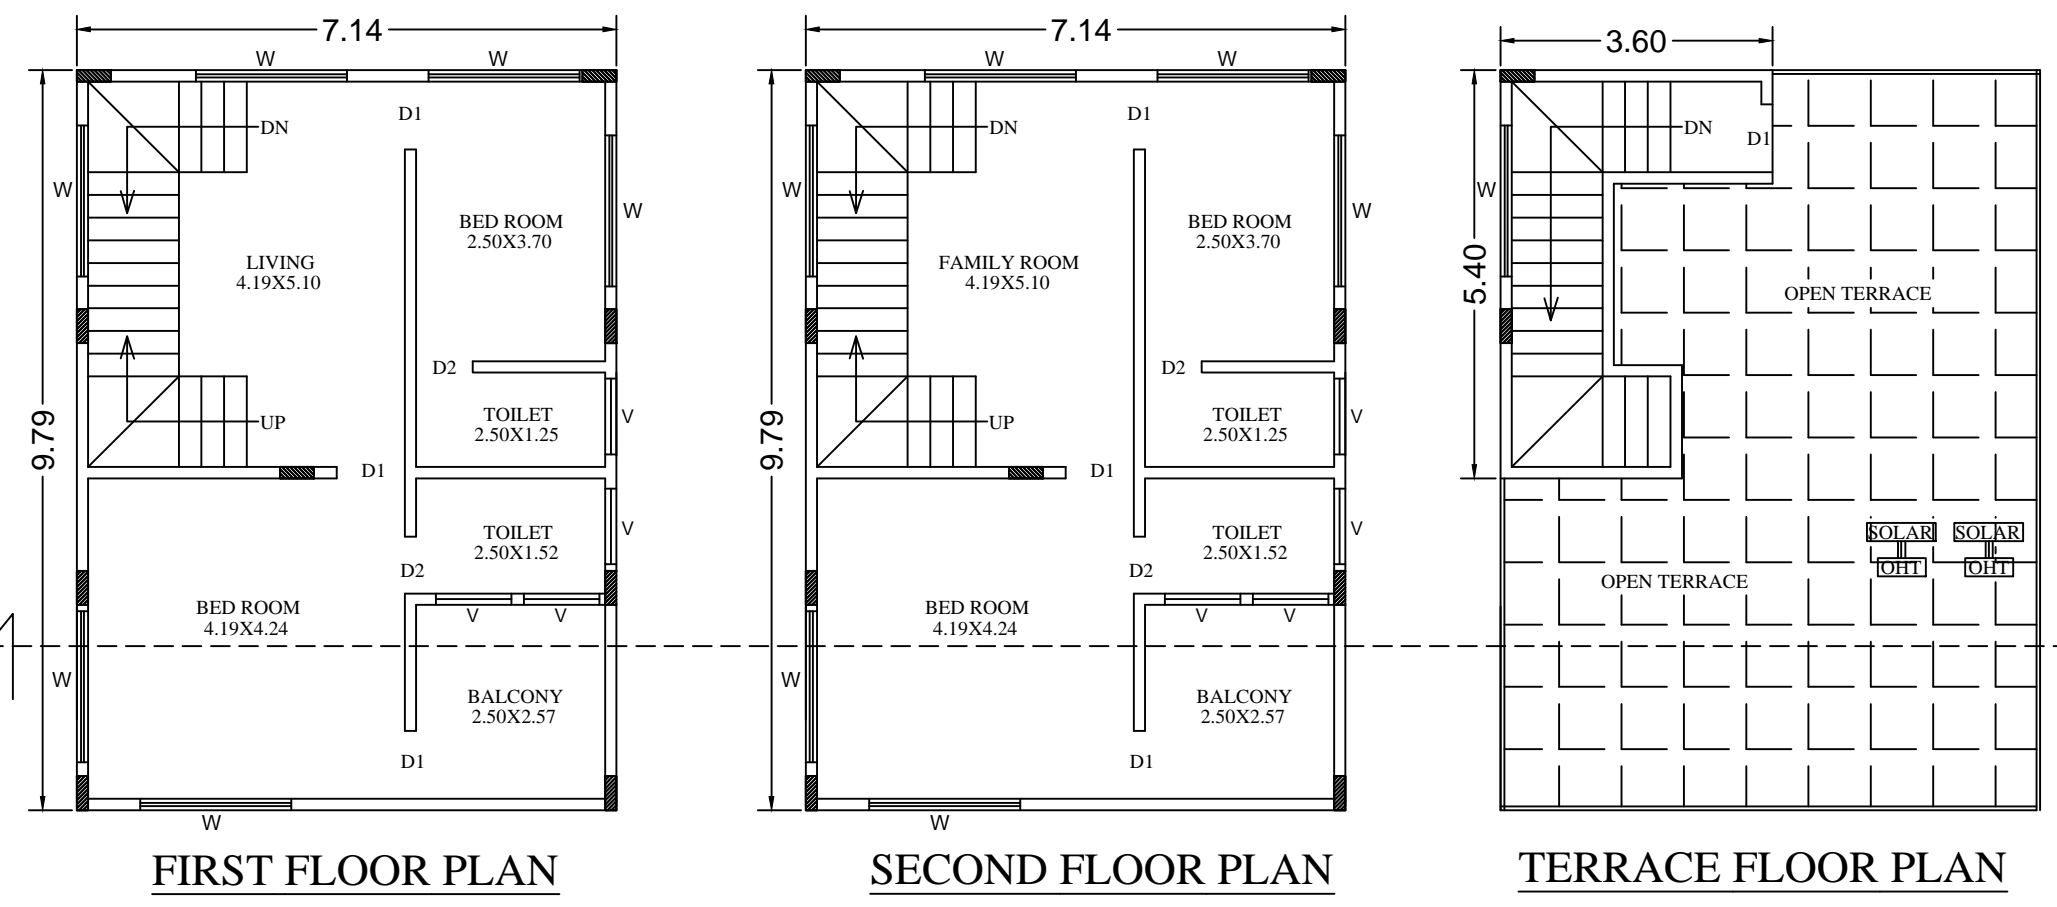 7.14
W
W
D1
DN
W
W
BED ROOM
2.50X3.70
LIVING
4.19X5.10
D2
9.79
TOILET
2.50X1.25
V
UP
D1
TOILET
2.50X1.52
V
D2
BED ROOM
4.19X4.24
V
V
W
BALCONY
2.50X2.57
D1
W
FIRST FLOOR PLAN
7.14
W
W
D1
DN
W
W
BED ROOM
2.50X3.70
FAMILY ROOM
4.19X5.10
D2
9.79
TOILET
2.50X1.25
V
UP
D1
TOILET
2.50X1.52
V
D2
BED ROOM
4.19X4.24
V
V
W
BALCONY
2.50X2.57
D1
W
SECOND FLOOR PLAN
3.60
DN
D1
W
5.40
OPEN TERRACE
SOLAR
SOLAR
OHT
OHT
OPEN TERRACE
TERRACE FLOOR PLAN